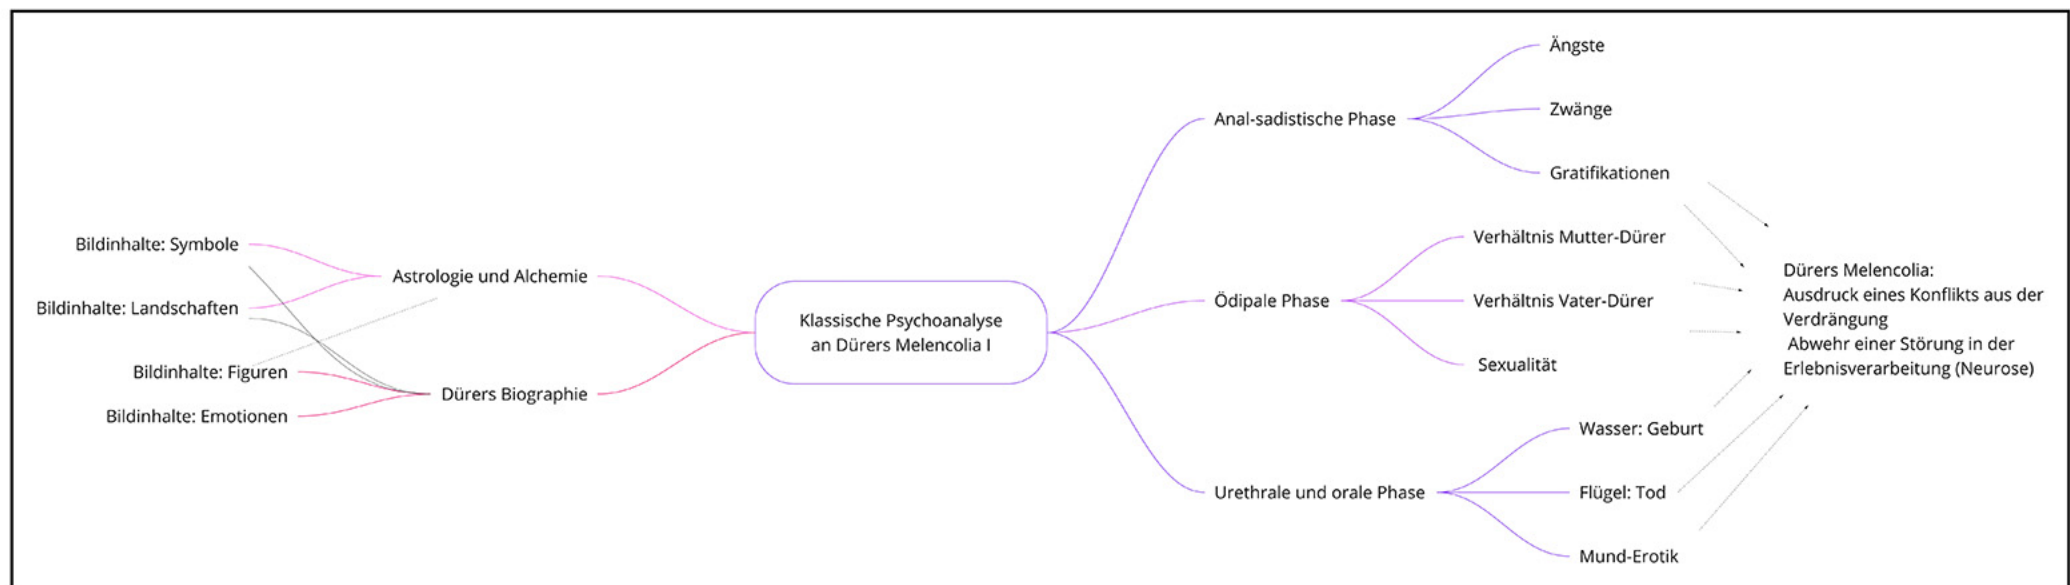 Bildinhalte: Symbole
Bildinhalte: Landschaften
Bildinhalte: Figuren
Bildinhalte: Emotionen
Astrologie und Alchemie
Dürers Biographie
Klassische Psychoanalyse
an Dürers Melencolia I
Anal-sadistische Phase
Ängste
Zwänge
Gratifikationen
Ödipale Phase
Verhältnis Mutter-Dürer
Verhältnis Vater-Dürer
Sexualität
Urethrale und orale Phase
Wasser: Geburt
Flügel: Tod
Mund-Erotik
Dürers Melencolia:
Ausdruck eines Konflikts aus der
Verdrängung
Abwehr einer Störung in der
Erlebnisverarbeitung (Neurose)